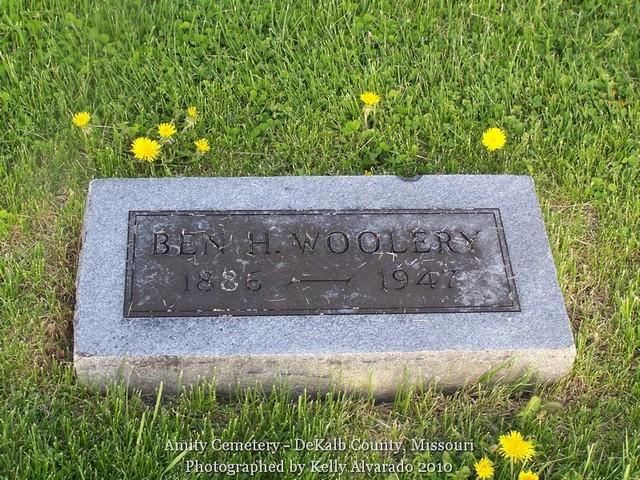 BEN H. WOOLERY
1886 — 1947
Amity Cemetery - DeKalb County, Missouri
Photographed by Kelly Alvarado 2010